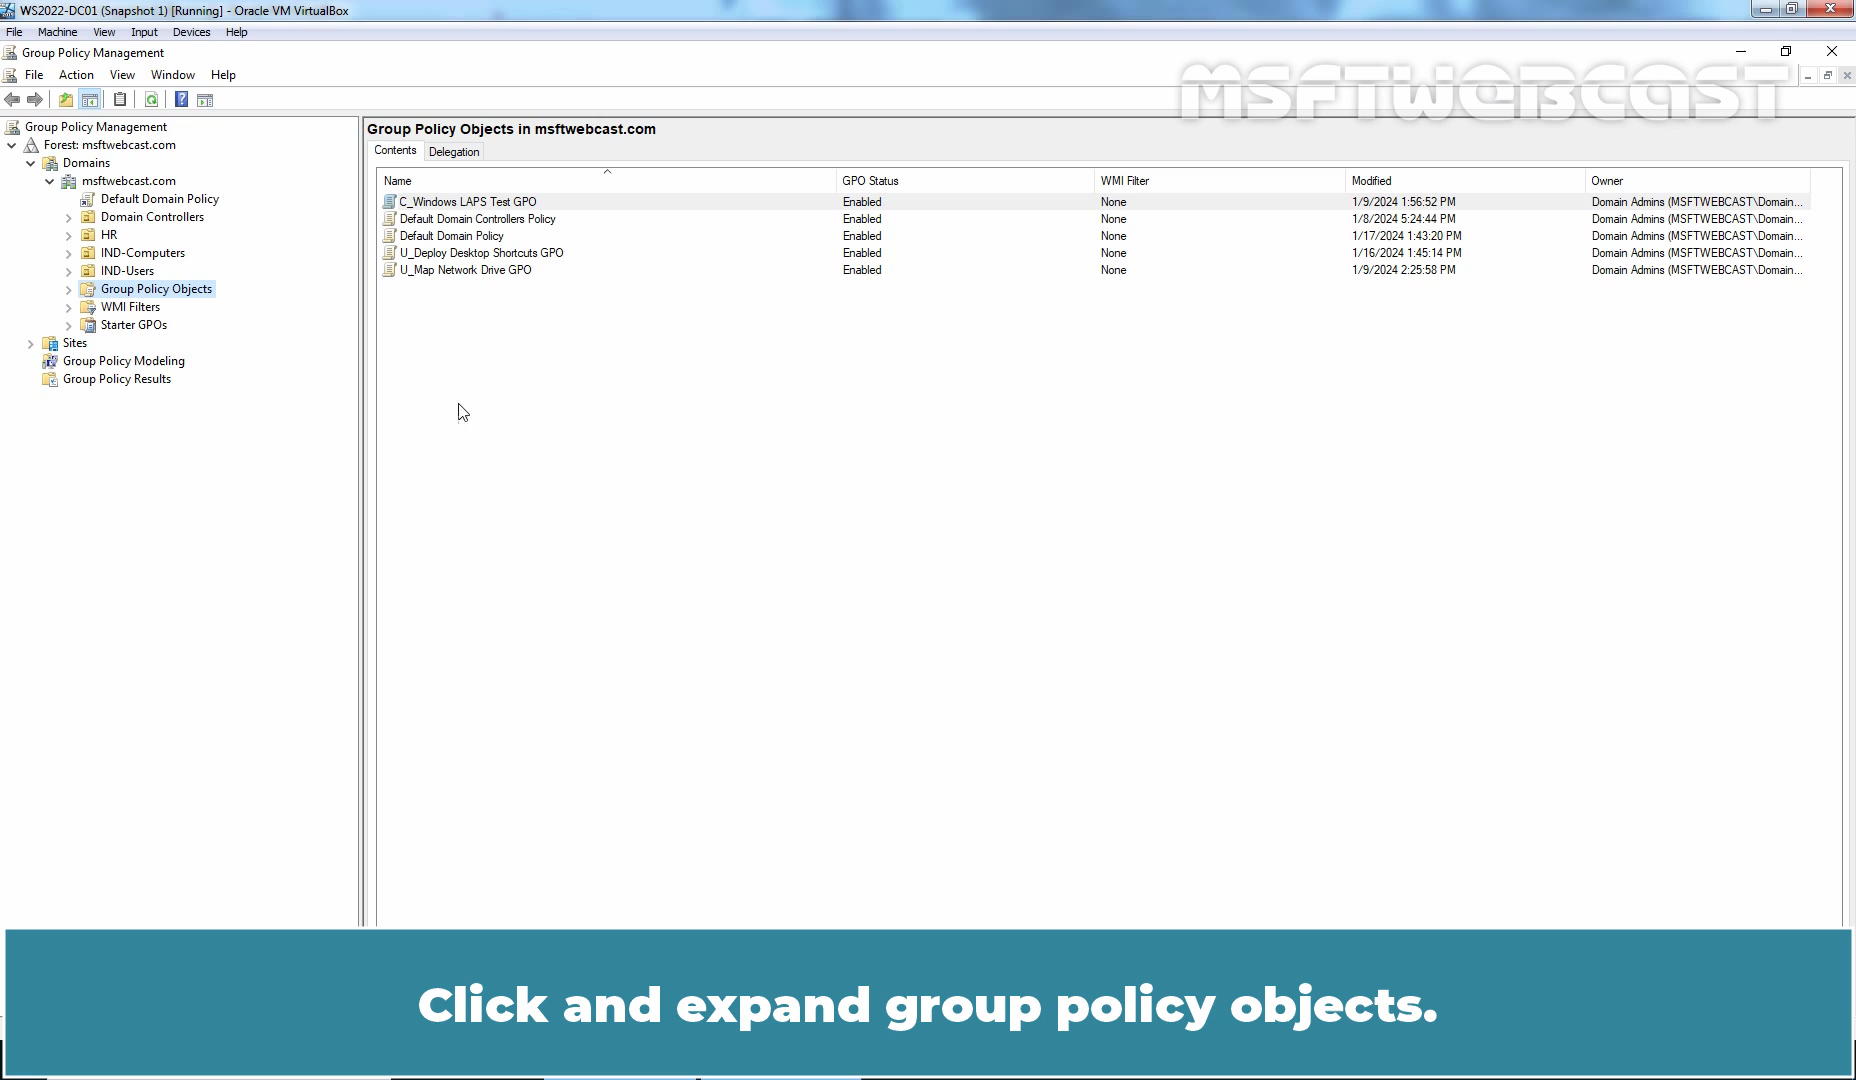 WS2022-DC01 (Snapshot 1) [Running] - Oracle VM VirtualBox
File Machine View Input Devices Help
Group Policy Management
File Action View Window Help
MSFTWEBCAST
Group Policy Management
Forest: msftwebcast.com
Domains
msftwebcast.com
Default Domain Policy
Domain Controllers
HR
IND-Computers
IND-Users
Group Policy Objects
WMI Filters
Starter GPOs
Sites
Group Policy Modeling
Group Policy Results
Group Policy Objects in msftwebcast.com
Contents Delegation
Name GPO Status WMI Filter Modified Owner
C_Windows LAPS Test GPO Enabled None 1/9/2024 1:56:52 PM Domain Admins (MSFTWEBCAST\Domain...
Default Domain Controllers Policy Enabled None 1/8/2024 5:24:44 PM Domain Admins (MSFTWEBCAST\Domain...
Default Domain Policy Enabled None 1/17/2024 1:43:20 PM Domain Admins (MSFTWEBCAST\Domain...
U_Deploy Desktop Shortcuts GPO Enabled None 1/16/2024 1:45:14 PM Domain Admins (MSFTWEBCAST\Domain...
U_Map Network Drive GPO Enabled None 1/9/2024 2:25:58 PM Domain Admins (MSFTWEBCAST\Domain...
Click and expand group policy objects.